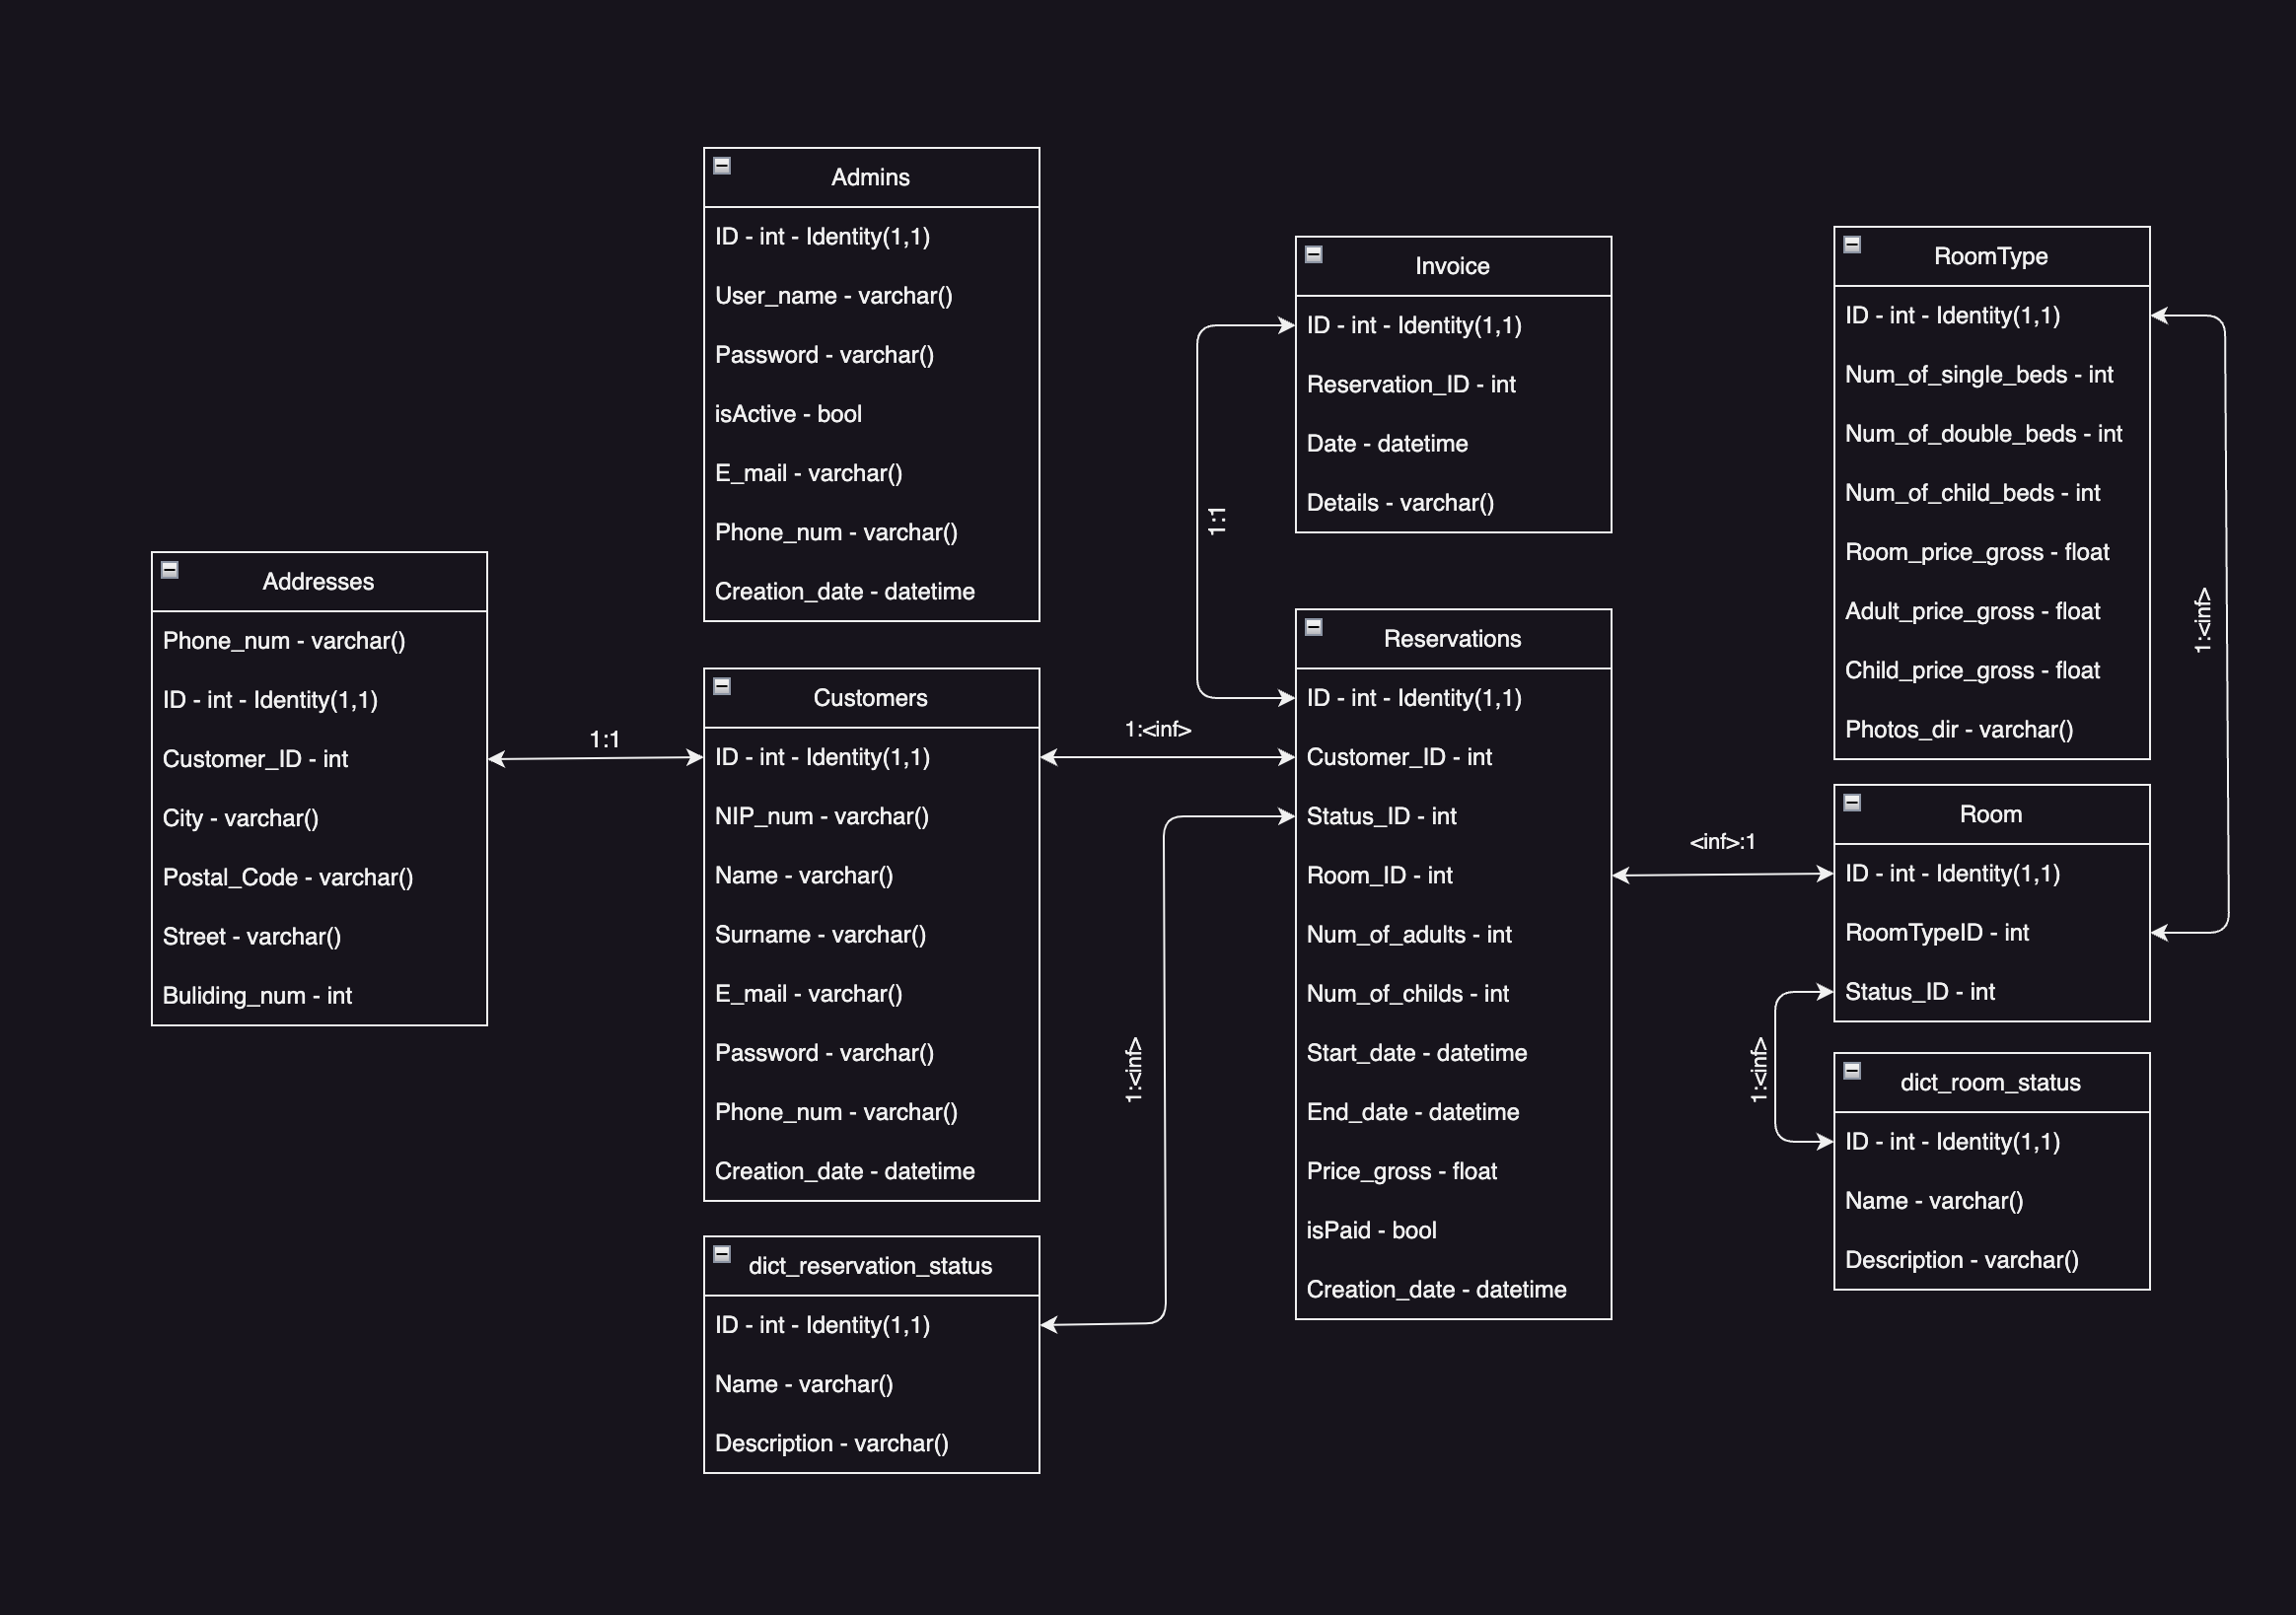 Admins
ID - int - Identity(1,1)
User_name - varchar()
Password - varchar()
isActive - bool
E_mail - varchar()
Phone_num - varchar()
Creation_date - datetime
Invoice
ID - int - Identity(1,1)
Reservation_ID - int
Date - datetime
Details - varchar()
RoomType
ID - int - Identity(1,1)
Num_of_single_beds - int
Num_of_double_beds - int
Num_of_child_beds - int
Room_price_gross - float
Adult_price_gross - float
Child_price_gross - float
Photos_dir - varchar()
Addresses
Phone_num - varchar()
ID - int - Identity(1,1)
Customer_ID - int
City - varchar()
Postal_Code - varchar()
Street - varchar()
Buliding_num - int
1:1
Customers
ID - int - Identity(1,1)
NIP_num - varchar()
Name - varchar()
Surname - varchar()
E_mail - varchar()
Password - varchar()
Phone_num - varchar()
Creation_date - datetime
1:1
1:<inf>
1:<inf>
Reservations
ID - int - Identity(1,1)
Customer_ID - int
Status_ID - int
Room_ID - int
Num_of_adults - int
Num_of_childs - int
Start_date - datetime
End_date - datetime
Price_gross - float
isPaid - bool
Creation_date - datetime
<inf>:1
1:<inf>
Room
ID - int - Identity(1,1)
RoomTypeID - int
Status_ID - int
1:<inf>
dict_room_status
ID - int - Identity(1,1)
Name - varchar()
Description - varchar()
dict_reservation_status
ID - int - Identity(1,1)
Name - varchar()
Description - varchar()